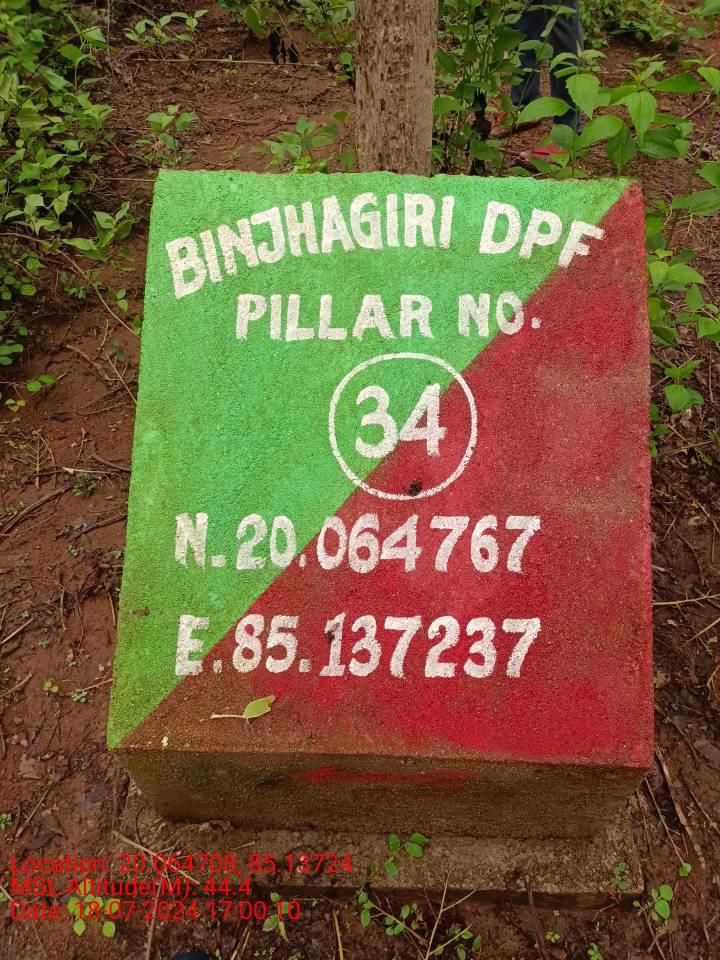 BINJHAGIRI DPF
PILLAR NO.
34
N.20.064767
E.85.137237
Location: 20.064708, 85.13724
MSL Altitude(M): 44.4
Date: 18-07-2024 17:00:10